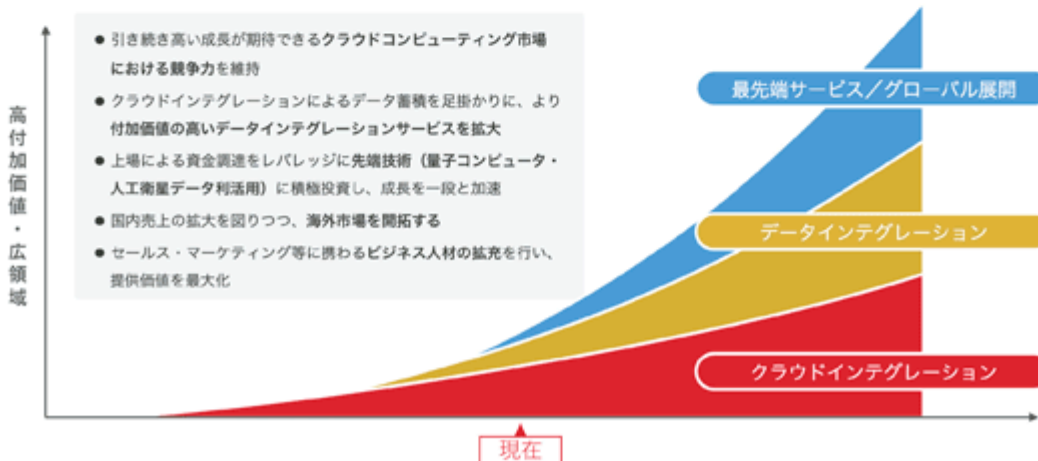 ● 引き続き高い成長が期待できるクラウドコンピューティング市場
における競争力を維持
● クラウドインテグレーションによるデータ蓄積を足掛かりに、より
付加価値の高いデータインテグレーションサービスを拡大
● 上場による資金調達をレバレッジに先端技術（量子コンピュータ・
人工衛星データ利活用）に積極投資し、成長を一段と加速
● 国内売上の拡大を図りつつ、海外市場を開拓する
● セールス・マーケティング等に携わるビジネス人材の拡充を行い、
提供価値を最大化
高付加価値・広領域
最先端サービス／グローバル展開
データインテグレーション
クラウドインテグレーション
現在